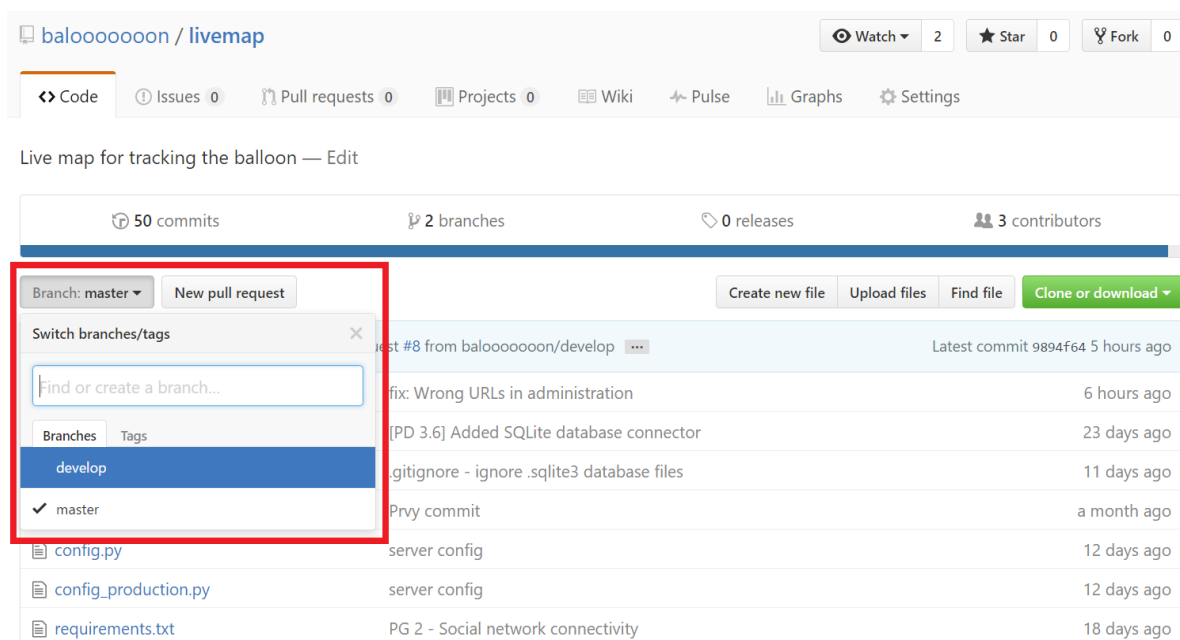 balooooooon / livemap
Watch 2 Star 0 Fork 0
Code Issues 0 Pull requests 0 Projects 0 Wiki Pulse Graphs Settings
Live map for tracking the balloon — Edit
50 commits 2 branches 0 releases 3 contributors
Branch: master New pull request Create new file Upload files Find file Clone or download
Switch branches/tags ×
#8 from balooooooon/develop ... Latest commit 9894f64 5 hours ago
Find or create a branch...
fix: Wrong URLs in administration 6 hours ago
Branches Tags
[PD 3.6] Added SQLite database connector 23 days ago
develop
.gitignore - ignore .sqlite3 database files 11 days ago
master
Prvy commit a month ago
config.py server config 12 days ago
config_production.py server config 12 days ago
requirements.txt PG 2 - Social network connectivity 18 days ago